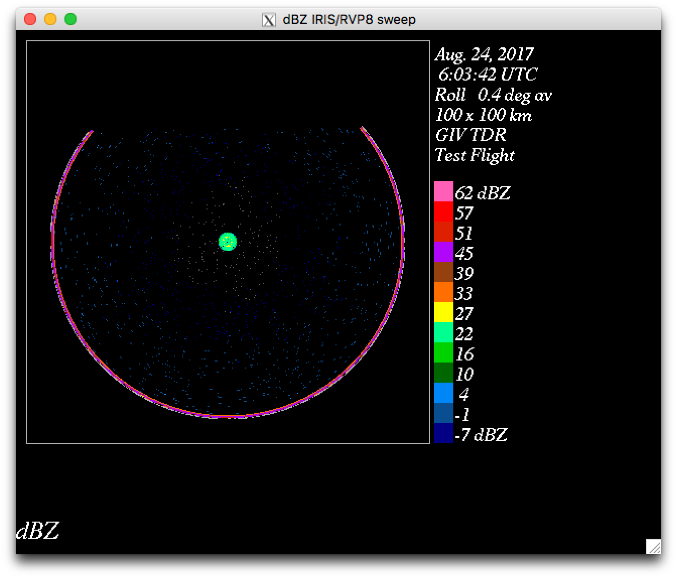 dBZ IRIS/RVP8 sweep
Aug. 24, 2017
6:03:42 UTC
Roll 0.4 deg av
100 x 100 km
GIV TDR
Test Flight
62 dBZ
57
51
45
39
33
27
22
16
10
4
-1
-7 dBZ
dBZ